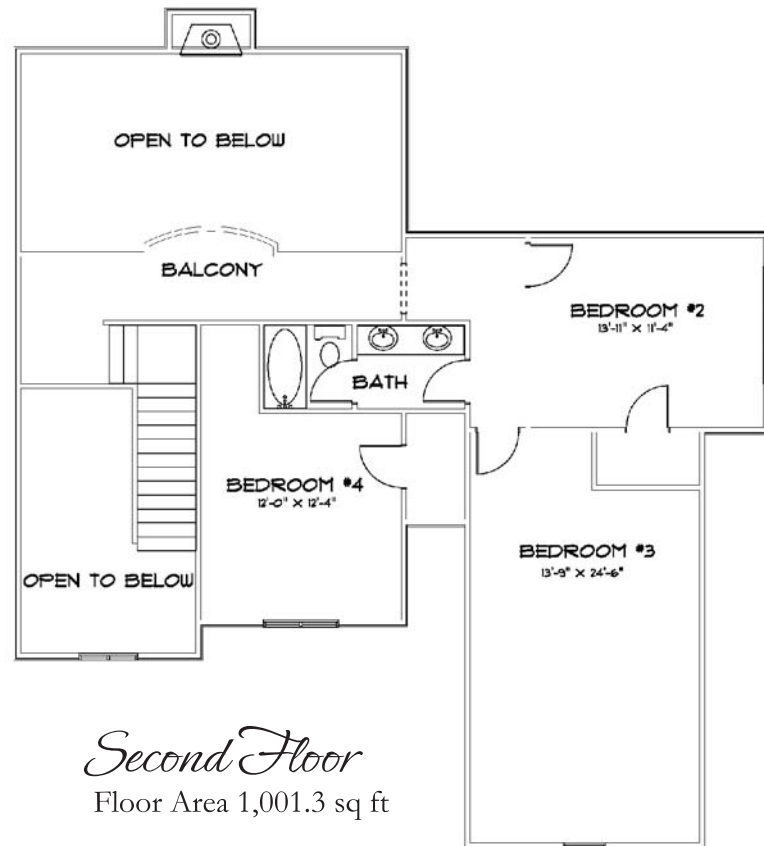 OPEN TO BELOW
BALCONY
BEDROOM #2
13'-11" X 11'-4"
BATH
BEDROOM #4
12'-0" X 12'-4"
BEDROOM #3
13'-9" X 24'-6"
OPEN TO BELOW
Second Floor
Floor Area 1,001.3 sq ft